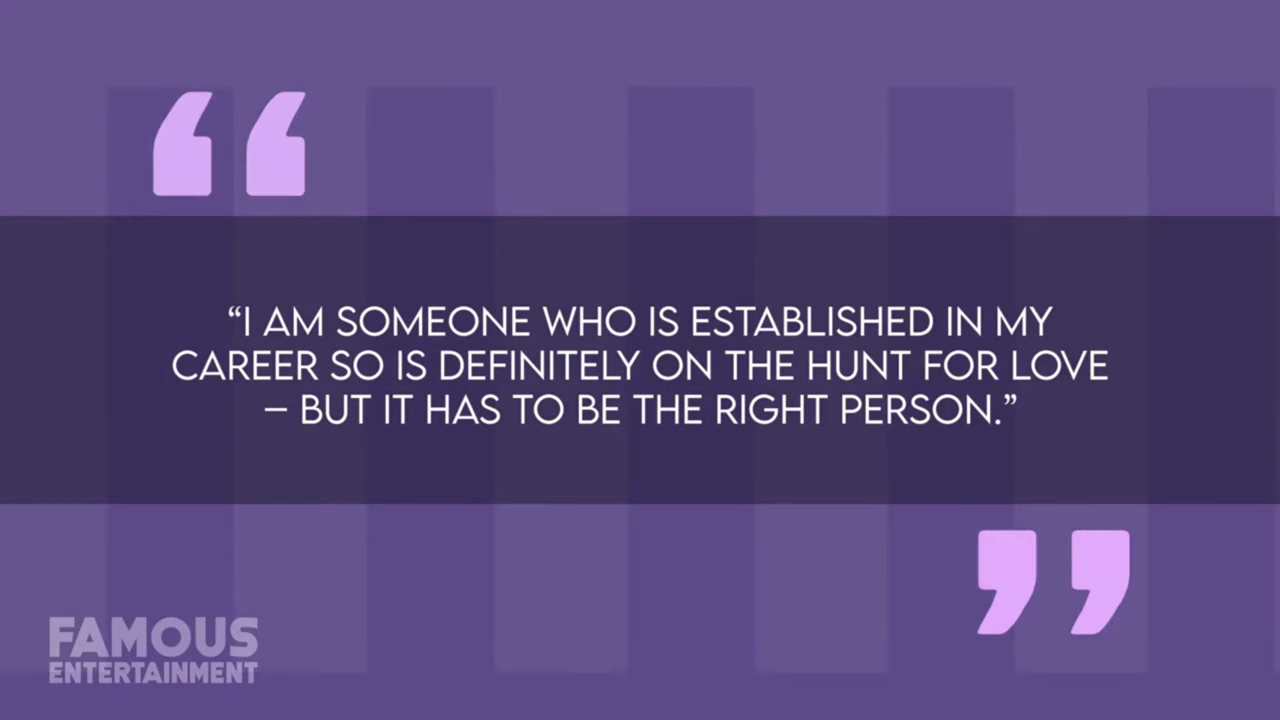 “I AM SOMEONE WHO IS ESTABLISHED IN MY
CAREER SO IS DEFINITELY ON THE HUNT FOR LOVE
– BUT IT HAS TO BE THE RIGHT PERSON.”
FAMOUS
ENTERTAINMENT